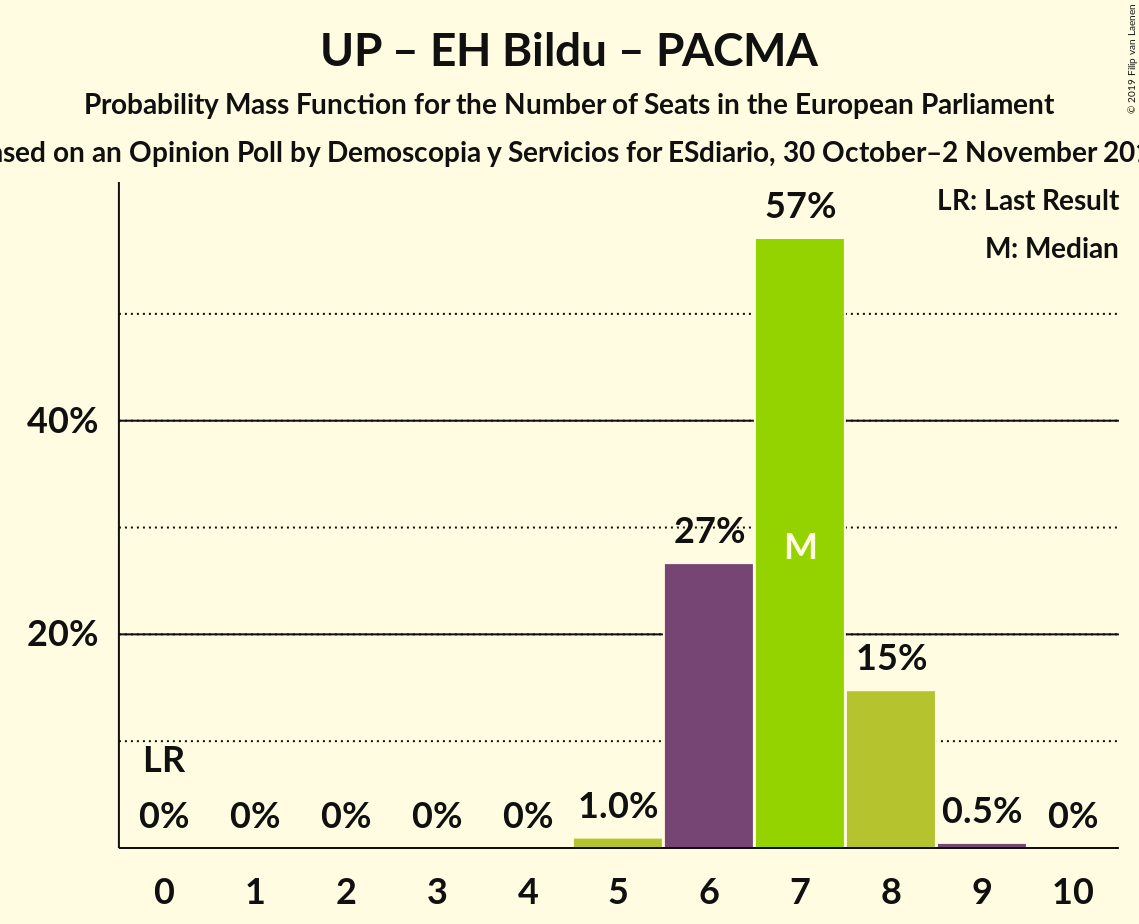 UP – EH Bildu – PACMA
Probability Mass Function for the Number of Seats in the European Parliament
on an Opinion Poll by Demoscopia y Servicios for ESdiario, 30 October–2 November
© 2019 Filip van Laenen
LR: Last Result
M: Median
57%
40%
27%
M
20%
15%
LR
0% 0% 0% 0% 0% 1.0% 0.5% 0%
0 1 2 3 4 5 6 7 8 9 10